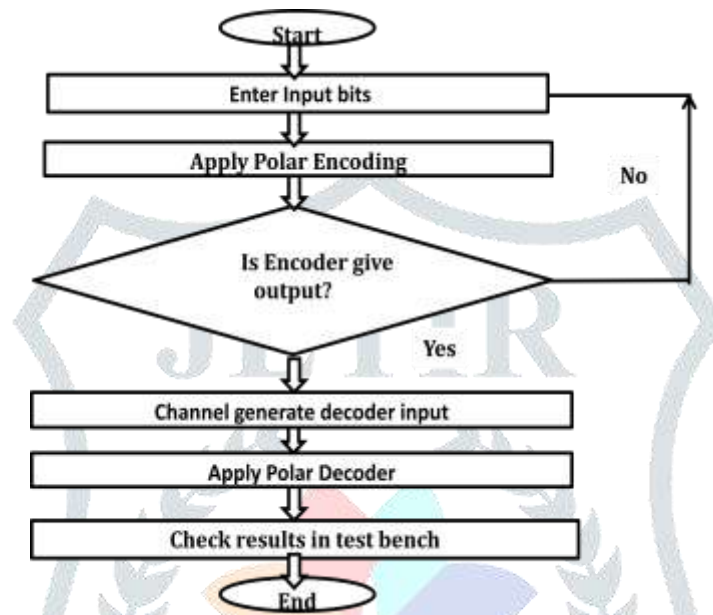 Start
Enter Input bits
Apply Polar Encoding
No
Is Encoder give
output?
JETIR
Yes
Channel generate decoder input
Apply Polar Decoder
Check results in test bench
End